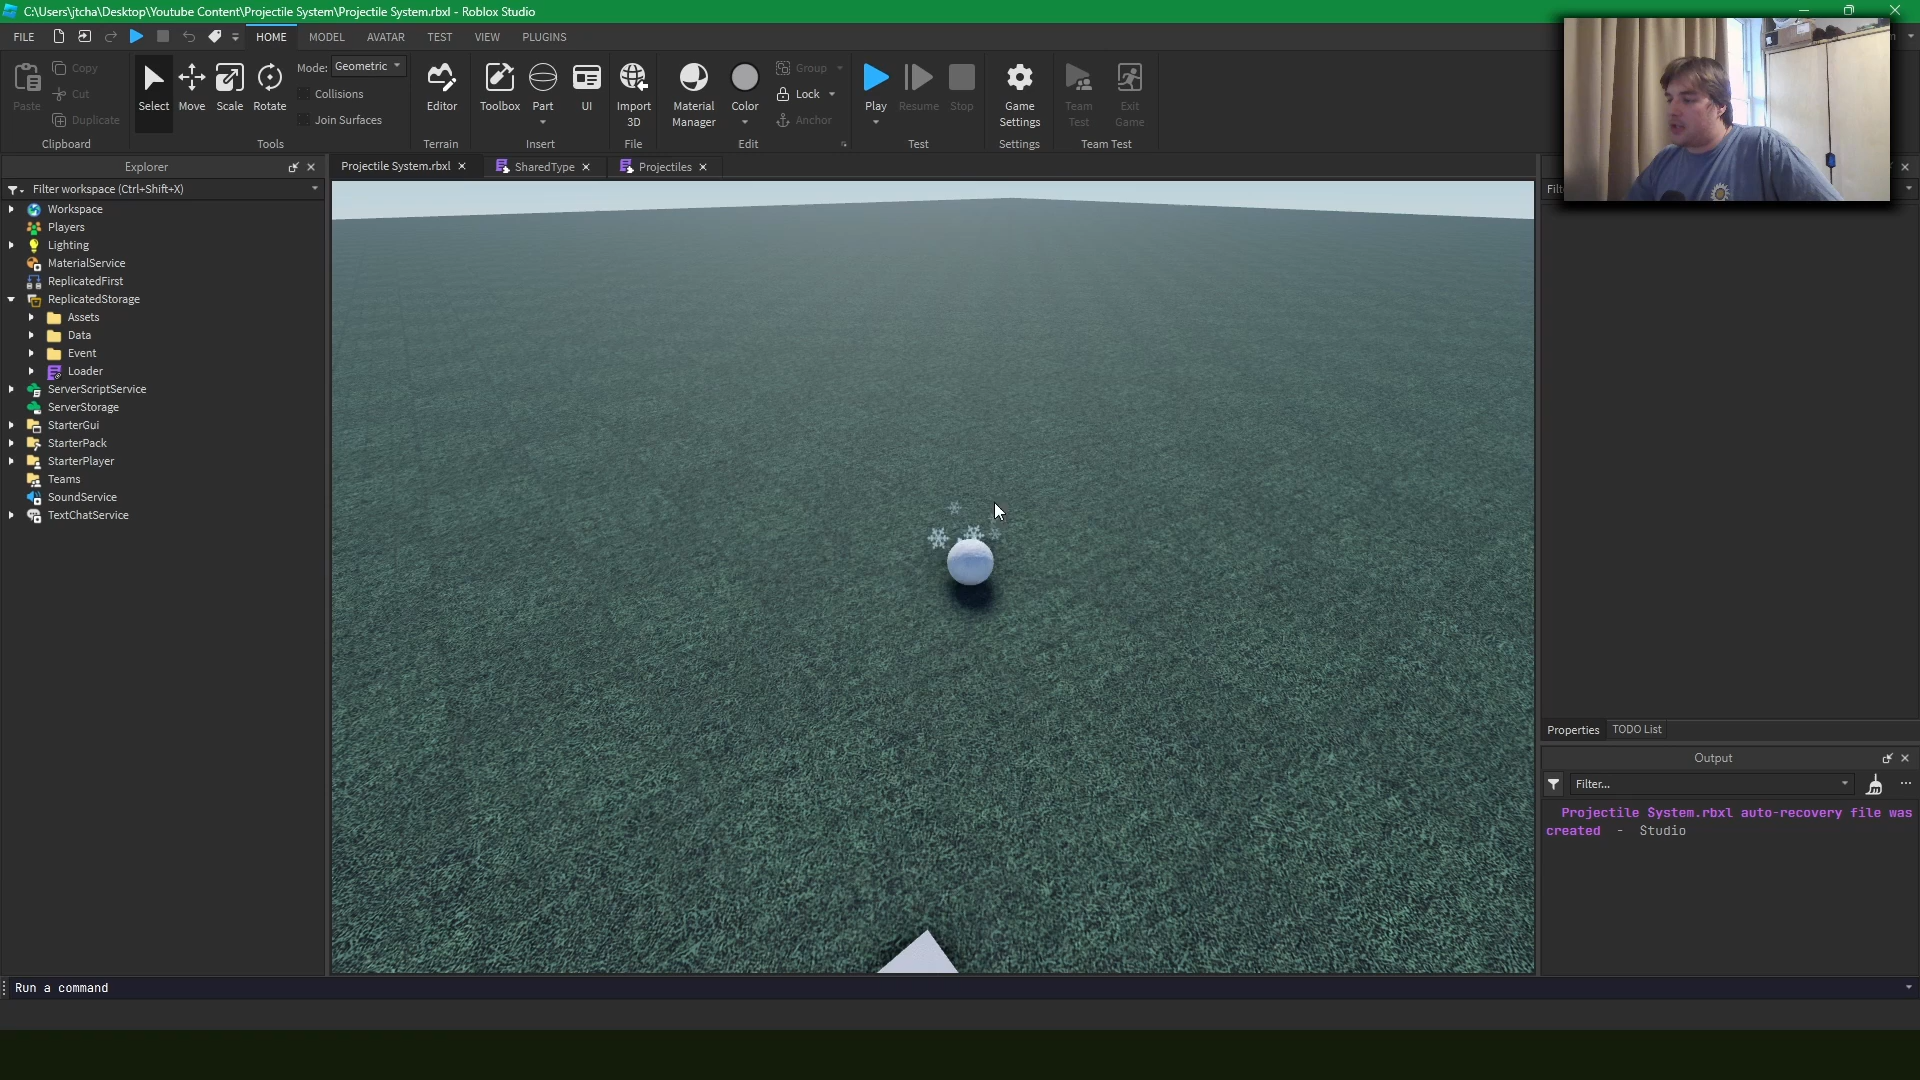 C:\Users\jtcha\Desktop\Youtube Content\Projectile System\Projectile System.rbxl - Roblox Studio
FILE
HOME
MODEL
AVATAR
TEST
VIEW
PLUGINS
Paste
Copy
Cut
Duplicate
Clipboard
Select
Move
Scale
Rotate
Mode:
Geometric
Collisions
Join Surfaces
Tools
Editor
Terrain
Toolbox
Part
UI
Insert
Import
3D
File
Material
Manager
Color
Group
Lock
Anchor
Edit
Play
Resume
Stop
Test
Game
Settings
Settings
Team
Test
Exit
Game
Team Test
Explorer
Filter workspace (Ctrl+Shift+X)
Workspace
Players
Lighting
MaterialService
ReplicatedFirst
ReplicatedStorage
Assets
Data
Event
Loader
ServerScriptService
ServerStorage
StarterGui
StarterPack
StarterPlayer
Teams
SoundService
TextChatService
Projectile System.rbxl
SharedType
Projectiles
Properties
TODO List
Output
Filter...
Projectile System.rbxl auto-recovery file was
created - Studio
Run a command